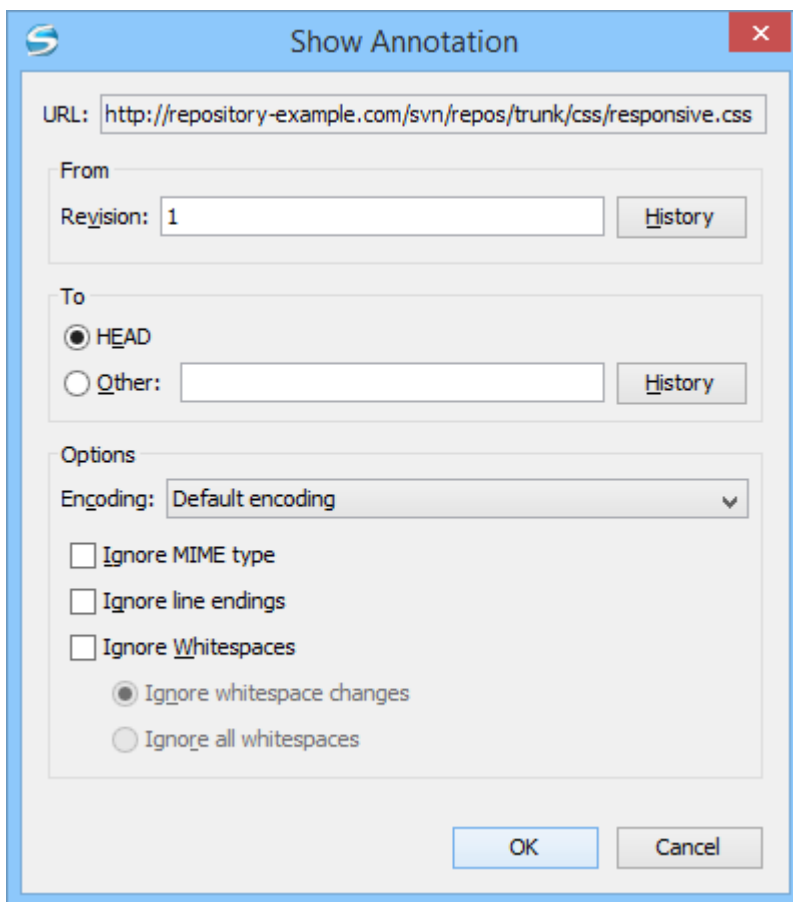 Show Annotation
URL: http://repository-example.com/svn/repos/trunk/css/responsive.css
From
Revision: 1 History
To
HEAD
Other: History
Options
Encoding: Default encoding
Ignore MIME type
Ignore line endings
Ignore Whitespaces
Ignore whitespace changes
Ignore all whitespaces
OK Cancel